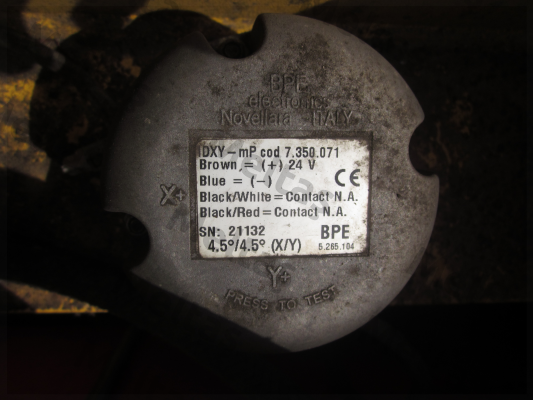 BPE
electronics
Novellara ITALY
IDXY-mP cod 7.350.071
Brown = (+) 24 V
Blue = (-) CE
Black/White=Contact N.A.
Black/Red=Contact N.A.
SN: 21132 BPE
4.5°/4.5° (X/Y) 5.265.104
X+
Y+
PRESS TO TEST